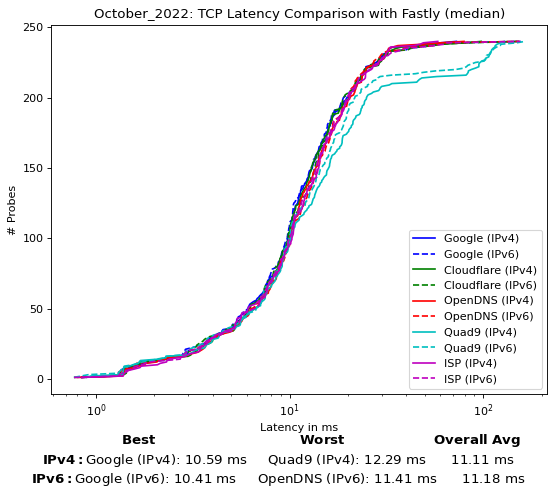 October_2022: TCP Latency Comparison with Fastly (median)
250
200
150
100
50
0
# Probes
10^0
10^1
10^2
Latency in ms
Google (IPv4)
Google (IPv6)
Cloudflare (IPv4)
Cloudflare (IPv6)
OpenDNS (IPv4)
OpenDNS (IPv6)
Quad9 (IPv4)
Quad9 (IPv6)
ISP (IPv4)
ISP (IPv6)
Best Worst Overall Avg
IPv4: Google (IPv4): 10.59 ms Quad9 (IPv4): 12.29 ms 11.11 ms
IPv6: Google (IPv6): 10.41 ms OpenDNS (IPv6): 11.41 ms 11.18 ms